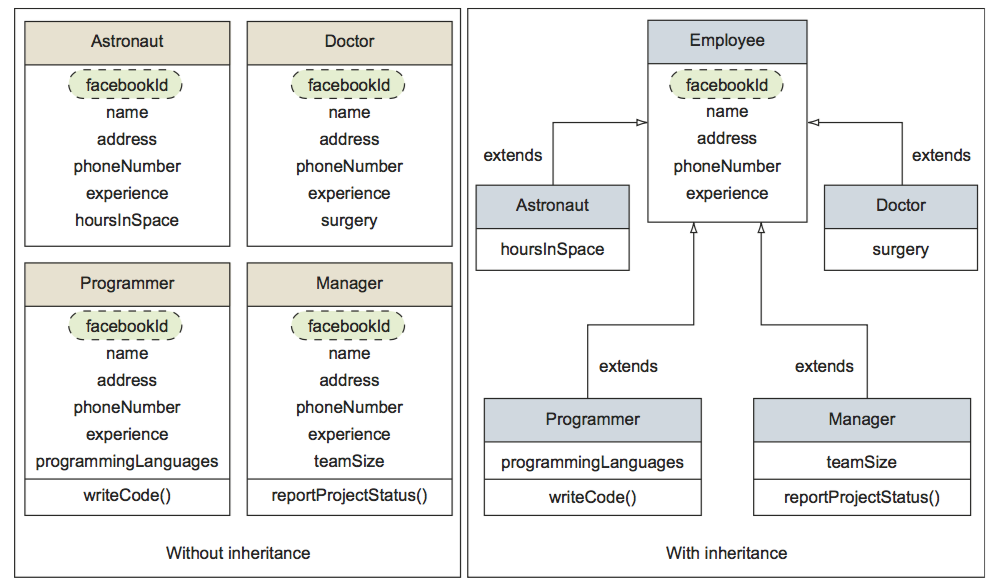 Astronaut
facebookId
name
address
phoneNumber
experience
hoursInSpace
Doctor
facebookId
name
address
phoneNumber
experience
surgery
Programmer
facebookId
name
address
phoneNumber
experience
programmingLanguages
writeCode()
Manager
facebookId
name
address
phoneNumber
experience
teamSize
reportProjectStatus()
Without inheritance
Employee
facebookId
name
address
phoneNumber
experience
extends
extends
Astronaut
hoursInSpace
Doctor
surgery
extends
extends
Programmer
programmingLanguages
writeCode()
Manager
teamSize
reportProjectStatus()
With inheritance